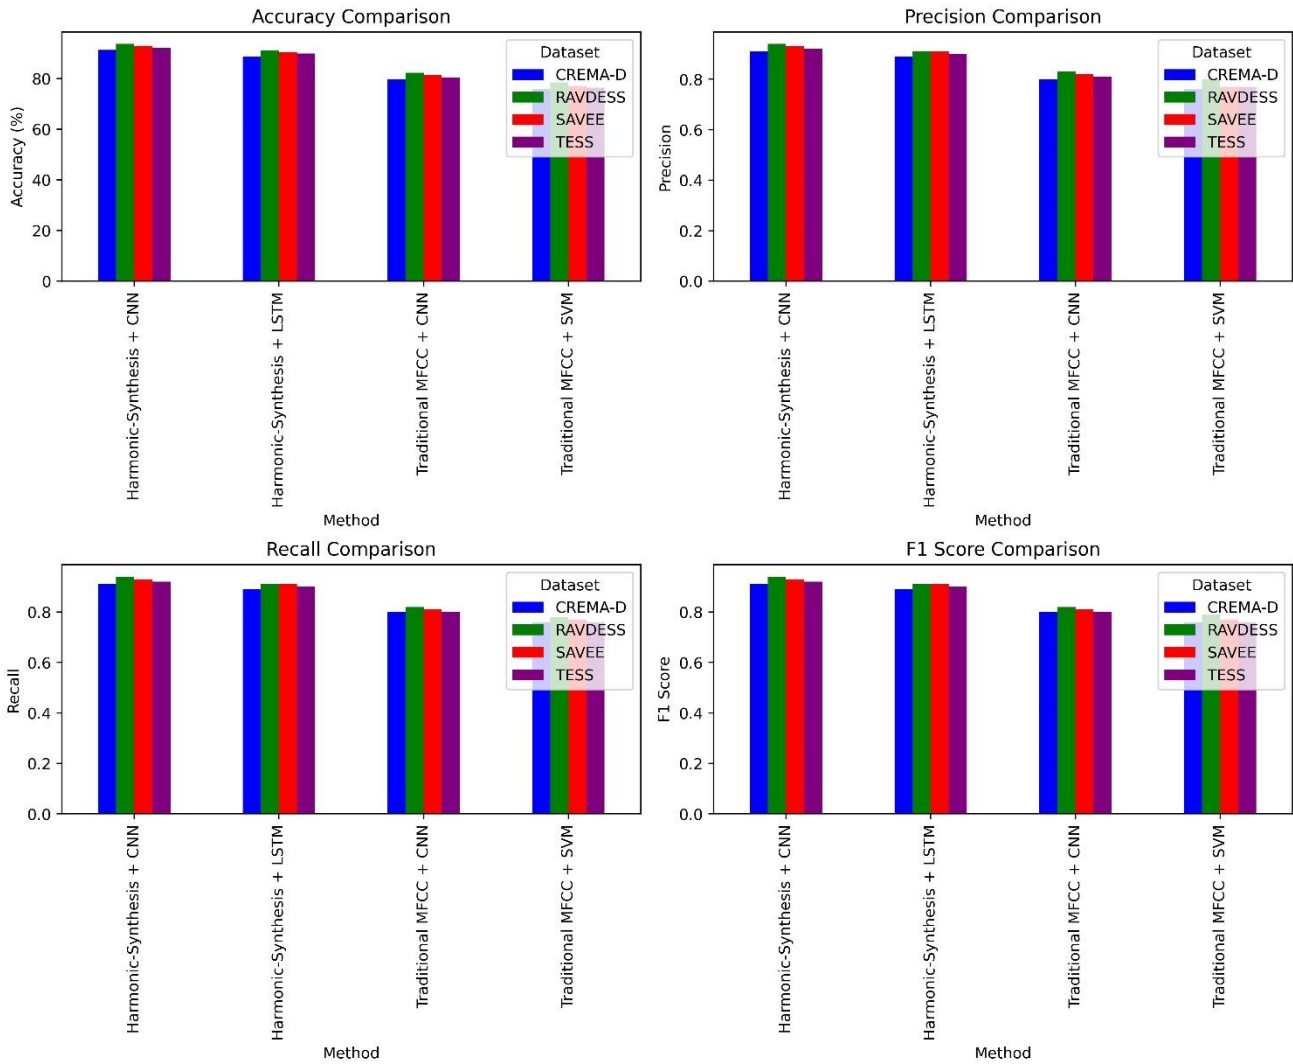 Accuracy Comparison
Accuracy (%)
80
60
40
20
0
Dataset
CREMA-D
RAVDESS
SAVEE
TESS
Harmonic-Synthesis + CNN
Harmonic-Synthesis + LSTM
Traditional MFCC + CNN
Traditional MFCC + SVM
Method
Precision Comparison
Precision
0.8
0.6
0.4
0.2
0.0
Dataset
CREMA-D
RAVDESS
SAVEE
TESS
Harmonic-Synthesis + CNN
Harmonic-Synthesis + LSTM
Traditional MFCC + CNN
Traditional MFCC + SVM
Method
Recall Comparison
Recall
0.8
0.6
0.4
0.2
0.0
Dataset
CREMA-D
RAVDESS
SAVEE
TESS
Harmonic-Synthesis + CNN
Harmonic-Synthesis + LSTM
Traditional MFCC + CNN
Traditional MFCC + SVM
Method
F1 Score Comparison
F1 Score
0.8
0.6
0.4
0.2
0.0
Dataset
CREMA-D
RAVDESS
SAVEE
TESS
Harmonic-Synthesis + CNN
Harmonic-Synthesis + LSTM
Traditional MFCC + CNN
Traditional MFCC + SVM
Method